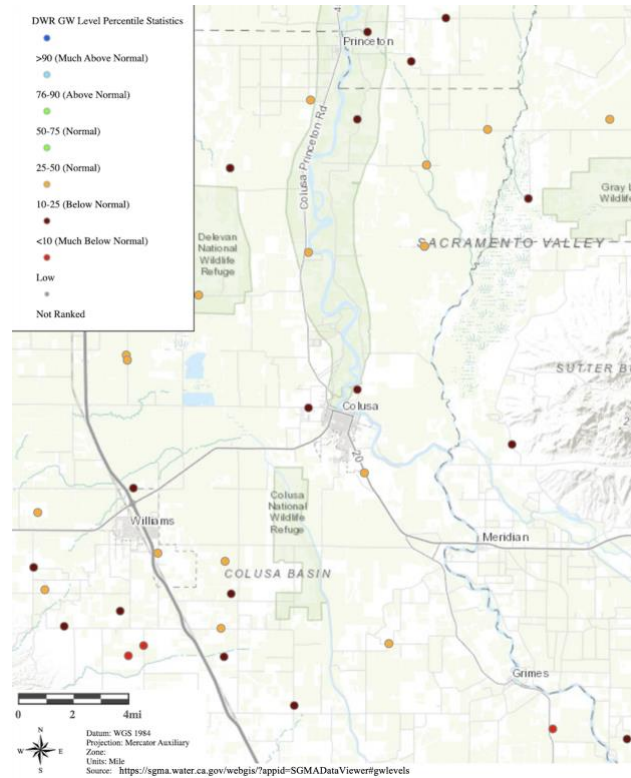 DWR GW Level Percentile Statistics
>90 (Much Above Normal)
76-90 (Above Normal)
50-75 (Normal)
25-50 (Normal)
10-25 (Below Normal)
<10 (Much Below Normal)
Low
Not Ranked
Princeton
Colusa-Princeton-Rd
Delevan
National
Wildlife
Refuge
SACRAMENTO VALLEY
Gray
Wildlife
SUTTER
Colusa
20
Colusa
National
Wildlife
Refuge
Williams
Meridian
COLUSA BASIN
Grimes
0 2 4mi
N
W E
S
Datum: WGS 1984
Projection: Mercator Auxiliary
Zone:
Units: Mile
Source: https://sgma.water.ca.gov/webgis/?appid=SGMADataViewer#gwlevels